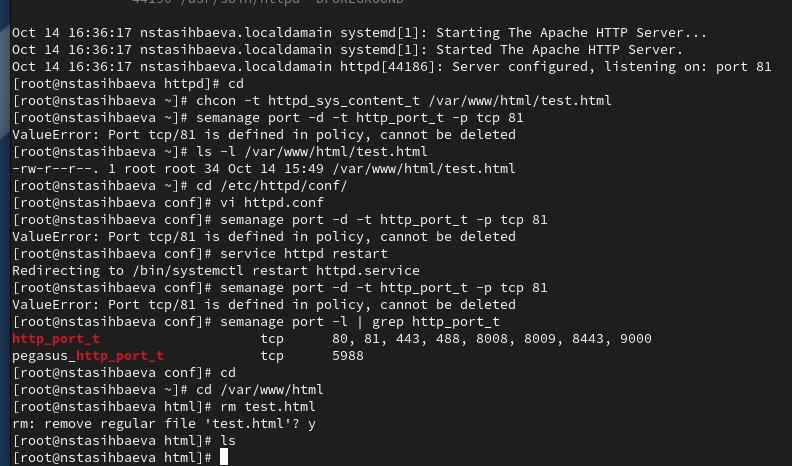 44190 /usr/sbin/httpd -DFOREGROUND
Oct 14 16:36:17 nstasihbaeva.localdamain systemd[1]: Starting The Apache HTTP Server...
Oct 14 16:36:17 nstasihbaeva.localdamain systemd[1]: Started The Apache HTTP Server.
Oct 14 16:36:17 nstasihbaeva.localdamain httpd[44186]: Server configured, listening on: port 81
[root@nstasihbaeva httpd]# cd
[root@nstasihbaeva ~]# chcon -t httpd_sys_content_t /var/www/html/test.html
[root@nstasihbaeva ~]# semanage port -d -t http_port_t -p tcp 81
ValueError: Port tcp/81 is defined in policy, cannot be deleted
[root@nstasihbaeva ~]# ls -l /var/www/html/test.html
-rw-r--r--. 1 root root 34 Oct 14 15:49 /var/www/html/test.html
[root@nstasihbaeva ~]# cd /etc/httpd/conf/
[root@nstasihbaeva conf]# vi httpd.conf
[root@nstasihbaeva conf]# semanage port -d -t http_port_t -p tcp 81
ValueError: Port tcp/81 is defined in policy, cannot be deleted
[root@nstasihbaeva conf]# service httpd restart
Redirecting to /bin/systemctl restart httpd.service
[root@nstasihbaeva conf]# semanage port -d -t http_port_t -p tcp 81
ValueError: Port tcp/81 is defined in policy, cannot be deleted
[root@nstasihbaeva conf]# semanage port -l | grep http_port_t
http_port_t tcp 80, 81, 443, 488, 8008, 8009, 8443, 9000
pegasus_http_port_t tcp 5988
[root@nstasihbaeva conf]# cd
[root@nstasihbaeva ~]# cd /var/www/html
[root@nstasihbaeva html]# rm test.html
rm: remove regular file 'test.html'? y
[root@nstasihbaeva html]# ls
[root@nstasihbaeva html]#